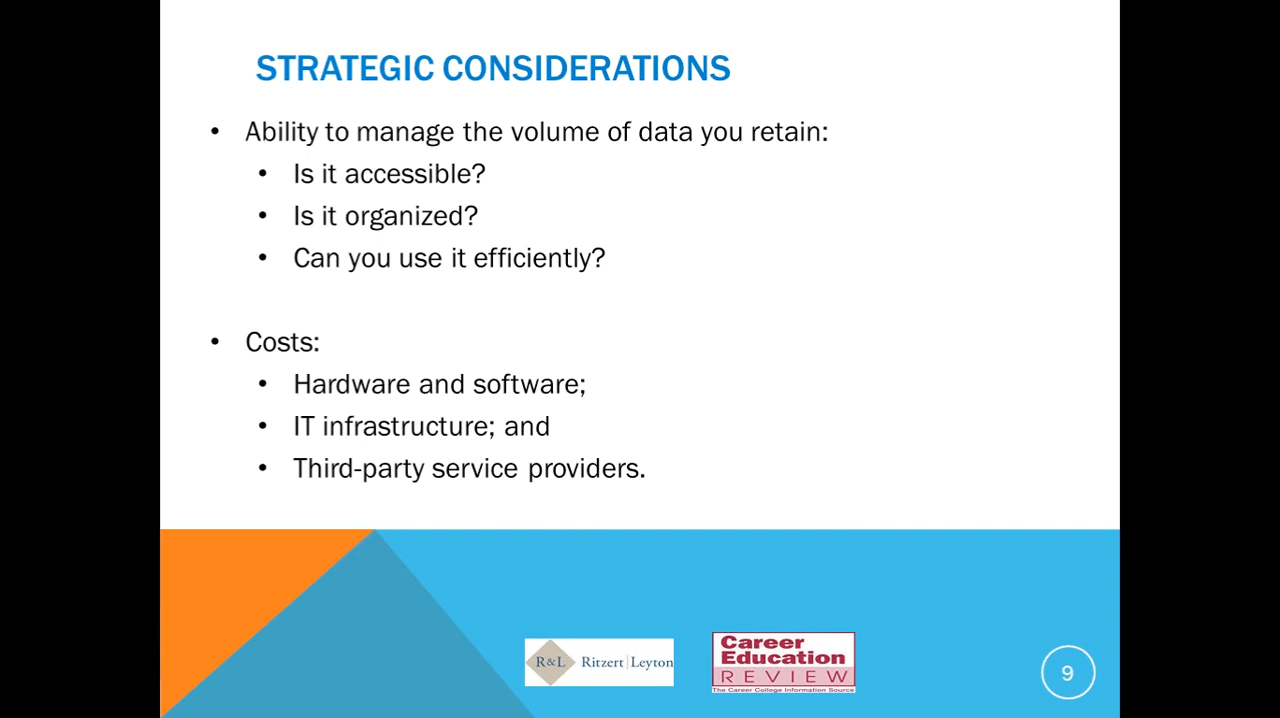 STRATEGIC CONSIDERATIONS
• Ability to manage the volume of data you retain:
• Is it accessible?
• Is it organized?
• Can you use it efficiently?
• Costs:
• Hardware and software;
• IT infrastructure; and
• Third-party service providers.
R&L Ritzert|Leyton
Career
Education
REVIEW
The Career College Information Source
9